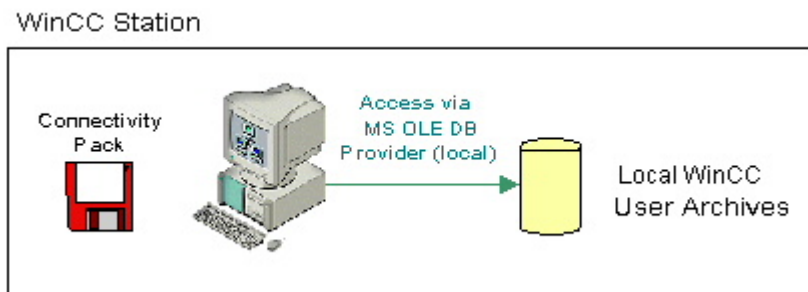 WinCC Station
Connectivity
Pack
Access via
MS OLE DB
Provider (local)
Local WinCC
User Archives